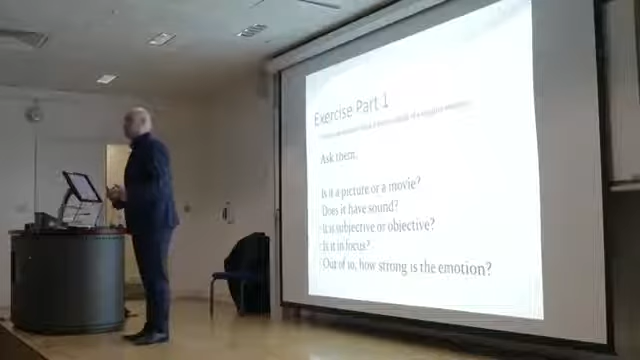 Exercise Part 1
Ask them,
Is it a picture or a movie?
Does it have sound?
It is subjective or objective?
Is it in focus?
Out of 10, how strong is the emotion?